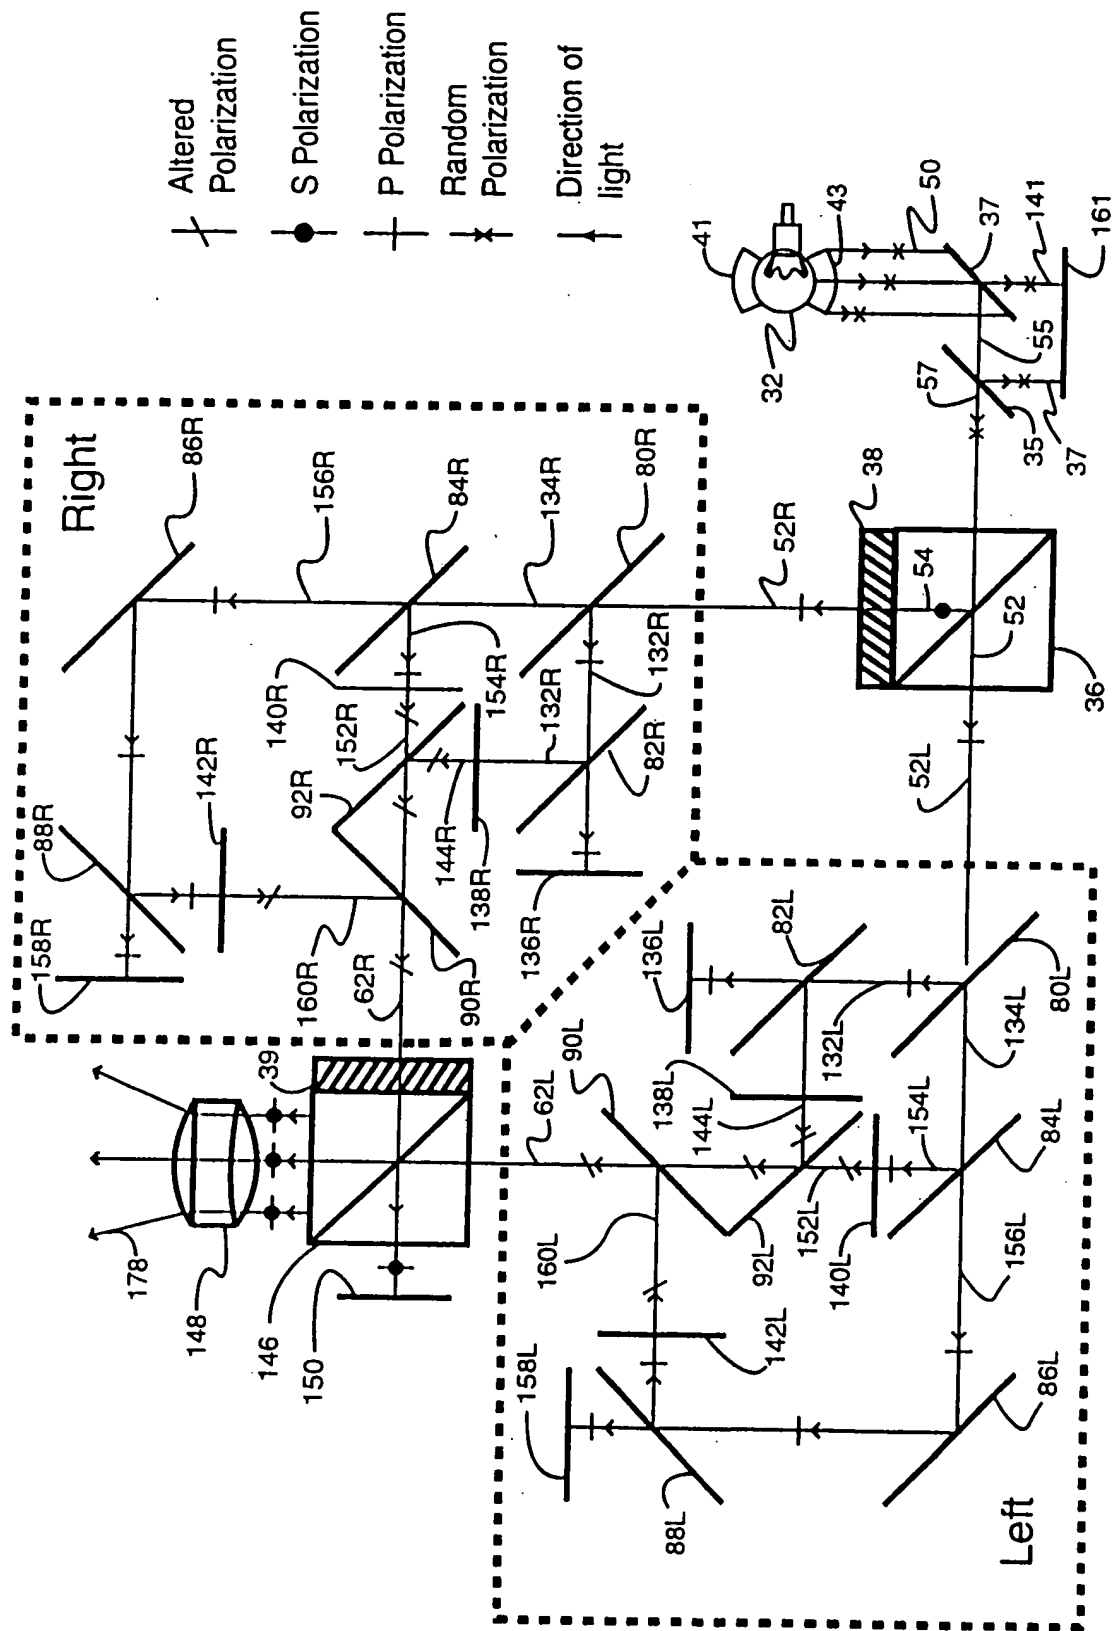 Altered
Polarization
S Polarization
P Polarization
Random
Polarization
Direction of
light
Right
86R
156R
84R
134R
80R
52R
140R
152R
154R
132R
132R
82R
92R
144R
138R
136R
142R
88R
158R
160R
62R
90R
41
43
50
37
141
161
32
55
57
35
37
38
54
52
36
52L
39
178
148
146
150
90L
62L
136L
82L
138L
144L
132L
80L
134L
154L
84L
152L
140L
92L
160L
142L
158L
88L
156L
86L
Left